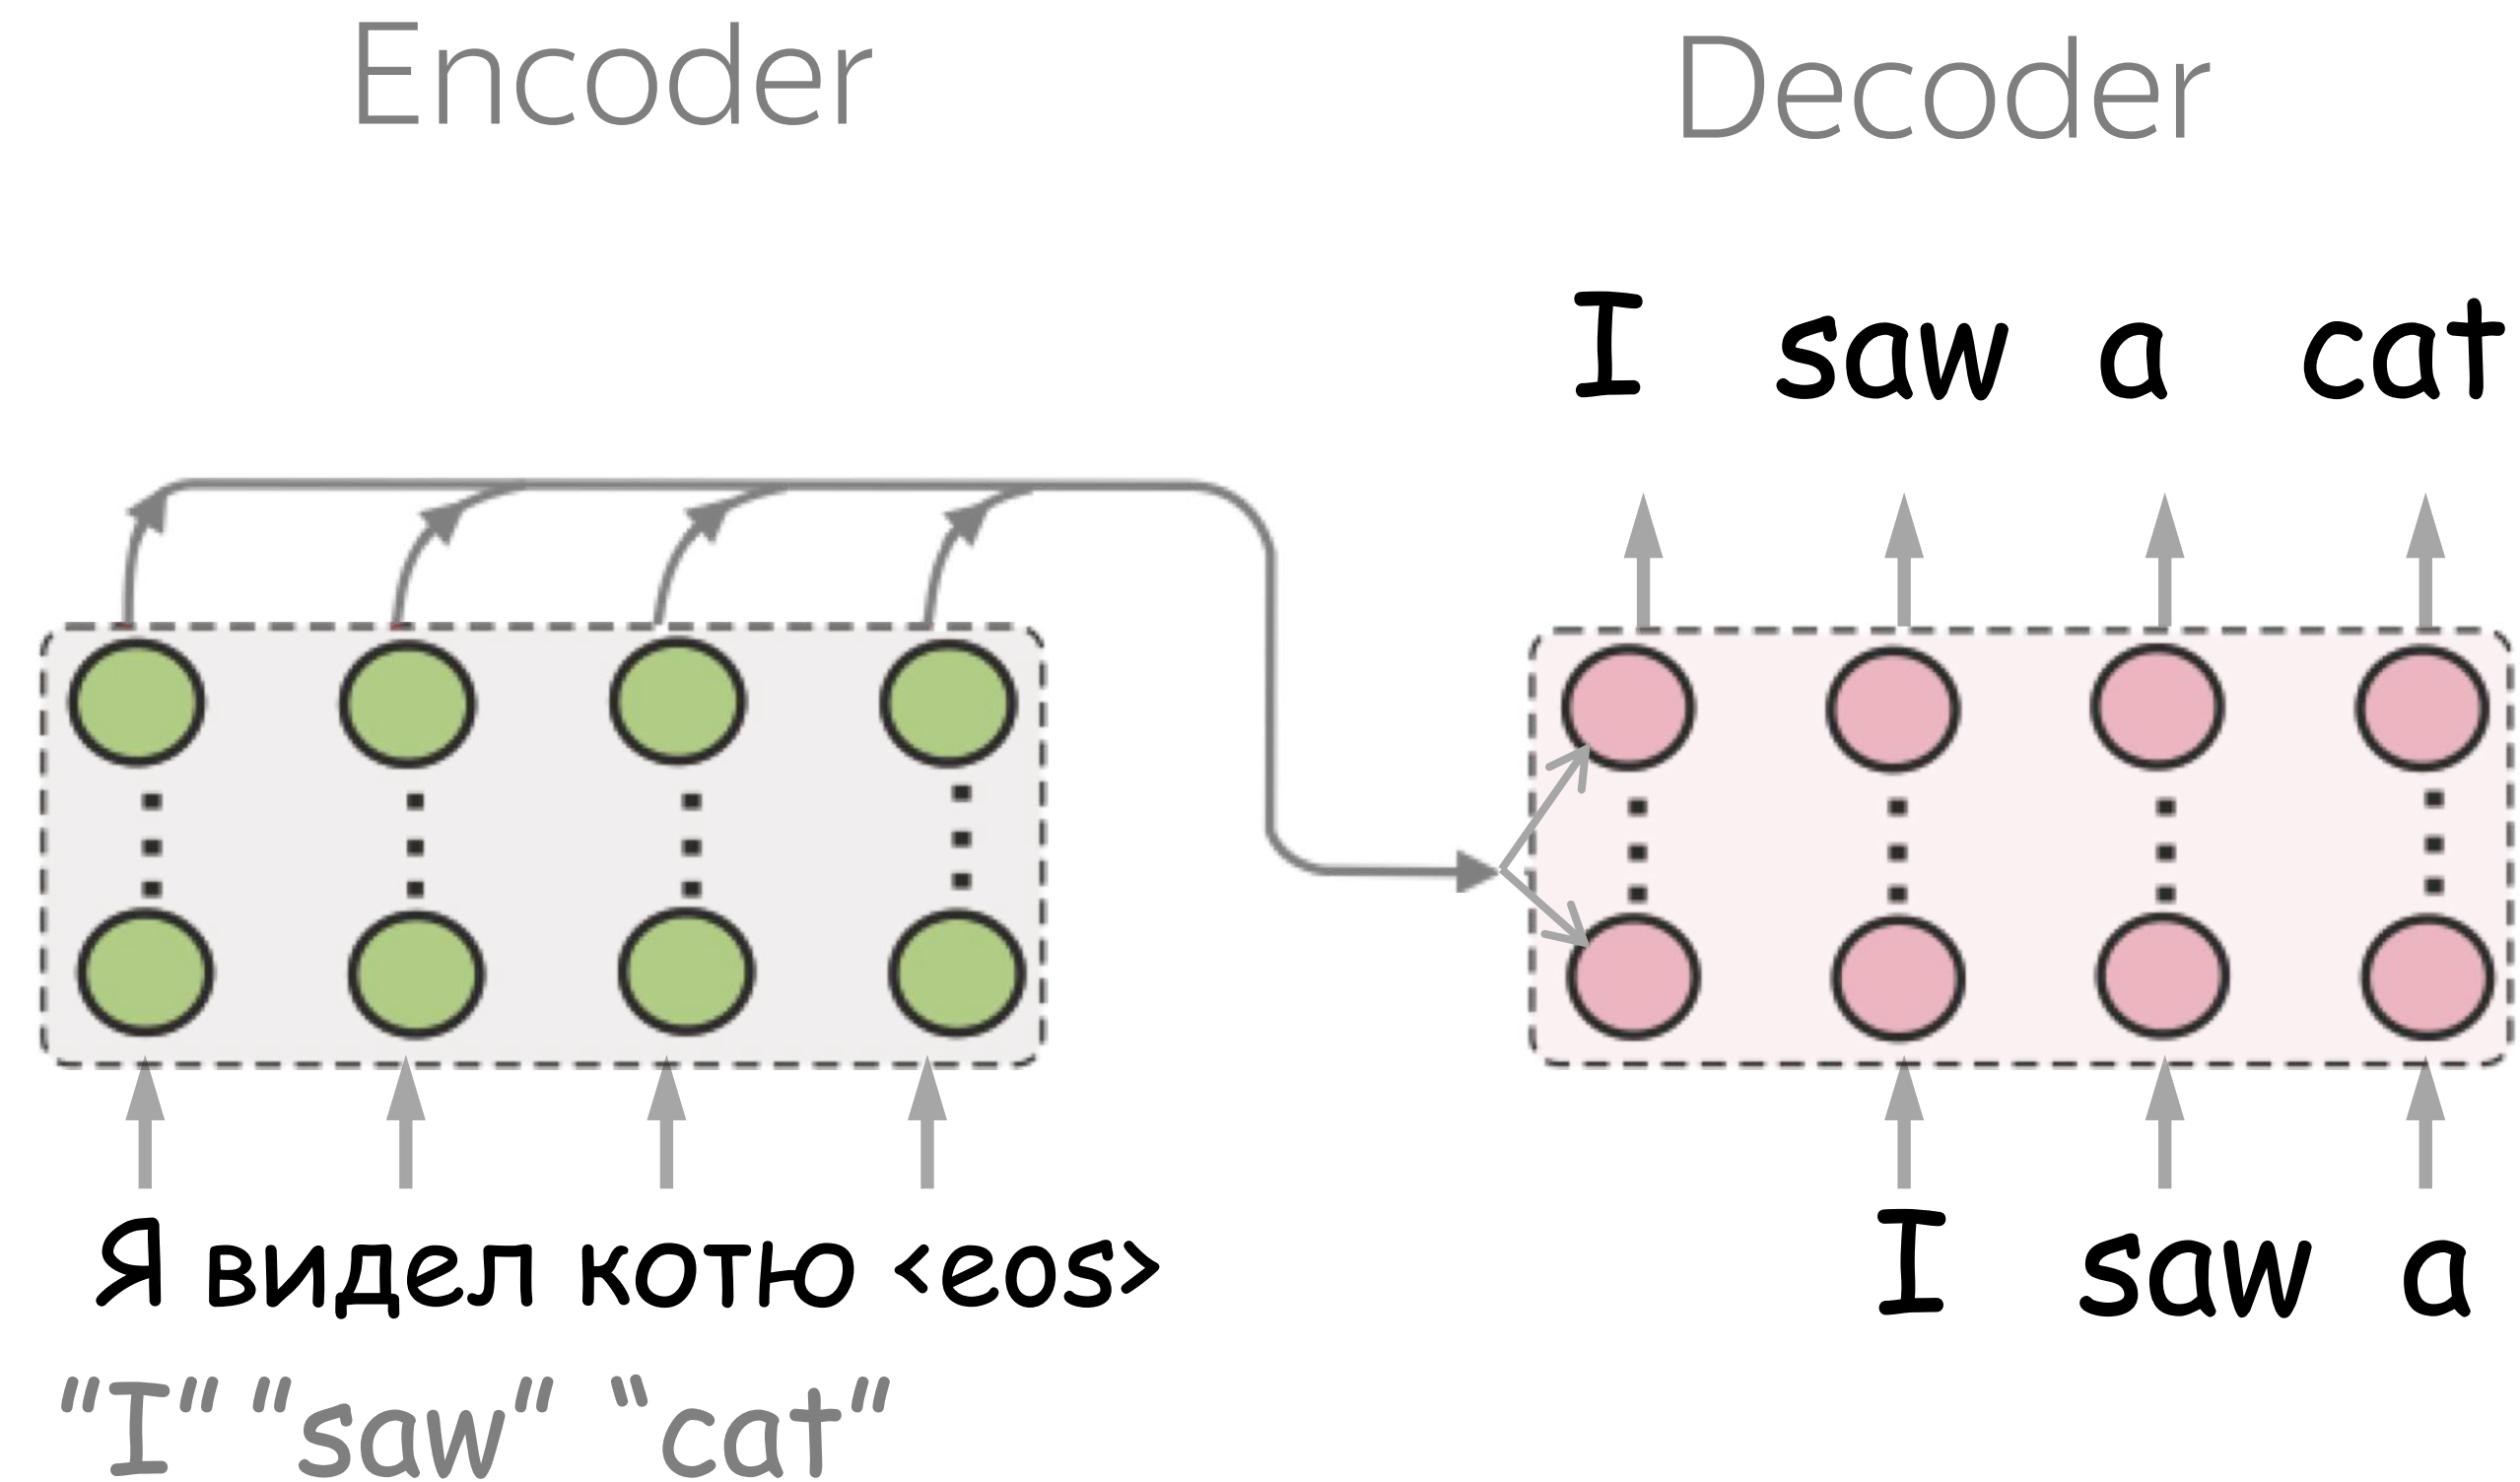 Encoder
Decoder
I saw a cat
Я видел котю <eos>
I saw a
"I" "saw" "cat"